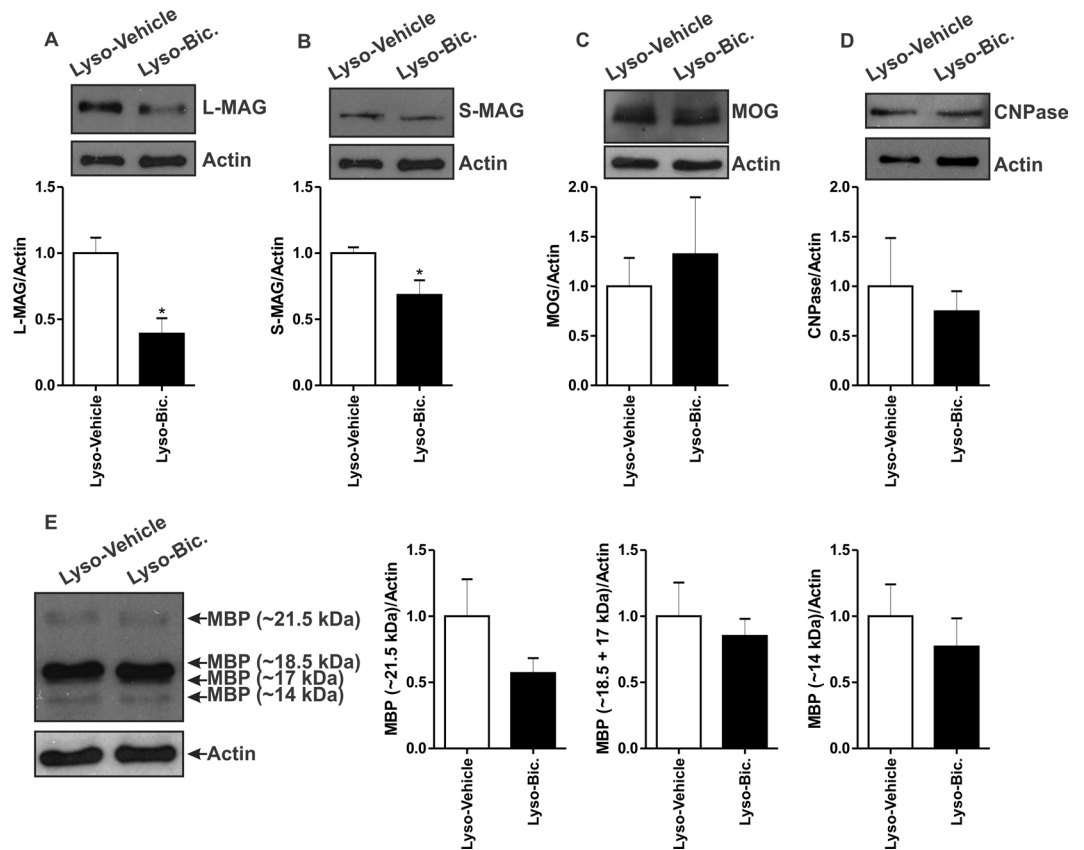 A
Lyso-Vehicle
Lyso-Bic.
L-MAG
Actin
1.5
1.0
0.5
0.0
L-MAG/Actin
*
Lyso-Vehicle
Lyso-Bic.
B
Lyso-Vehicle
Lyso-Bic.
S-MAG
Actin
1.5
1.0
0.5
0.0
S-MAG/Actin
*
Lyso-Vehicle
Lyso-Bic.
C
Lyso-Vehicle
Lyso-Bic.
MOG
Actin
2.0
1.5
1.0
0.5
0.0
MOG/Actin
Lyso-Vehicle
Lyso-Bic.
D
Lyso-Vehicle
Lyso-Bic.
CNPase
Actin
2.0
1.5
1.0
0.5
0.0
CNPase/Actin
Lyso-Vehicle
Lyso-Bic.
E
Lyso-Vehicle
Lyso-Bic.
MBP (~21.5 kDa)
MBP (~18.5 kDa)
MBP (~17 kDa)
MBP (~14 kDa)
Actin
1.5
1.0
0.5
0.0
MBP (~21.5 kDa)/Actin
Lyso-Vehicle
Lyso-Bic.
1.5
1.0
0.5
0.0
MBP (~18.5 + 17 kDa)/Actin
Lyso-Vehicle
Lyso-Bic.
1.5
1.0
0.5
0.0
MBP (~14 kDa)/Actin
Lyso-Vehicle
Lyso-Bic.